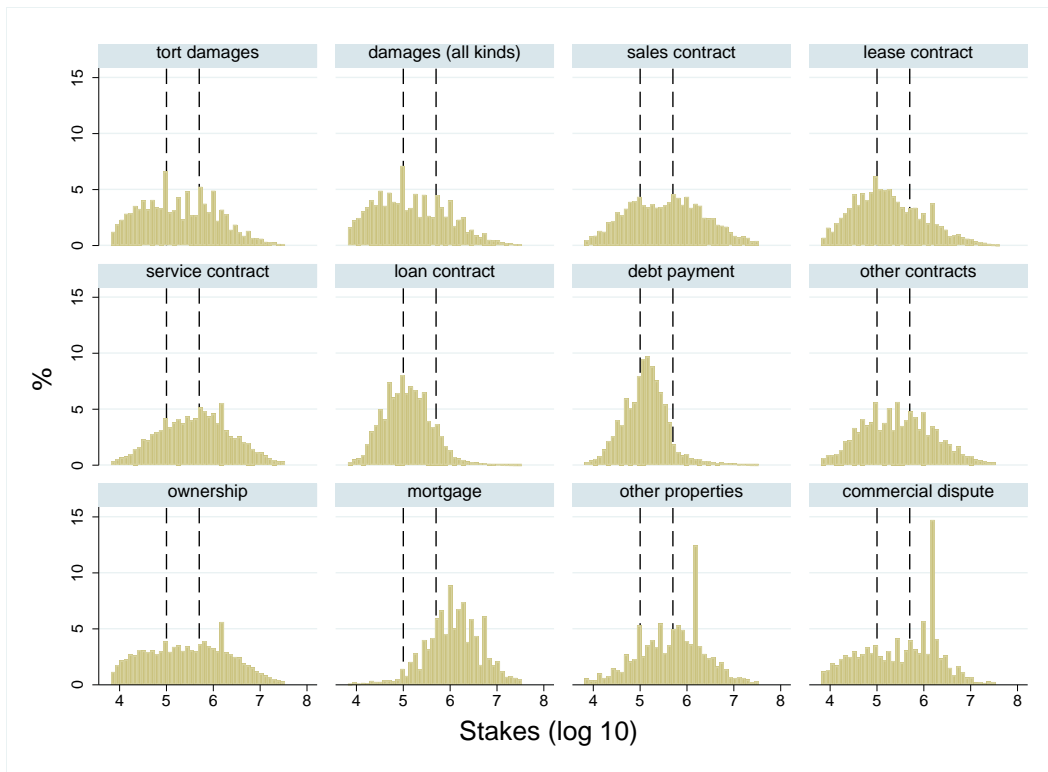 tort damages damages (all kinds) sales contract lease contract
15
10
5
0
service contract loan contract debt payment other contracts
15
10
5
0
%
ownership mortgage other properties commercial dispute
15
10
5
0
4 5 6 7 8 4 5 6 7 8 4 5 6 7 8 4 5 6 7 8
Stakes (log 10)